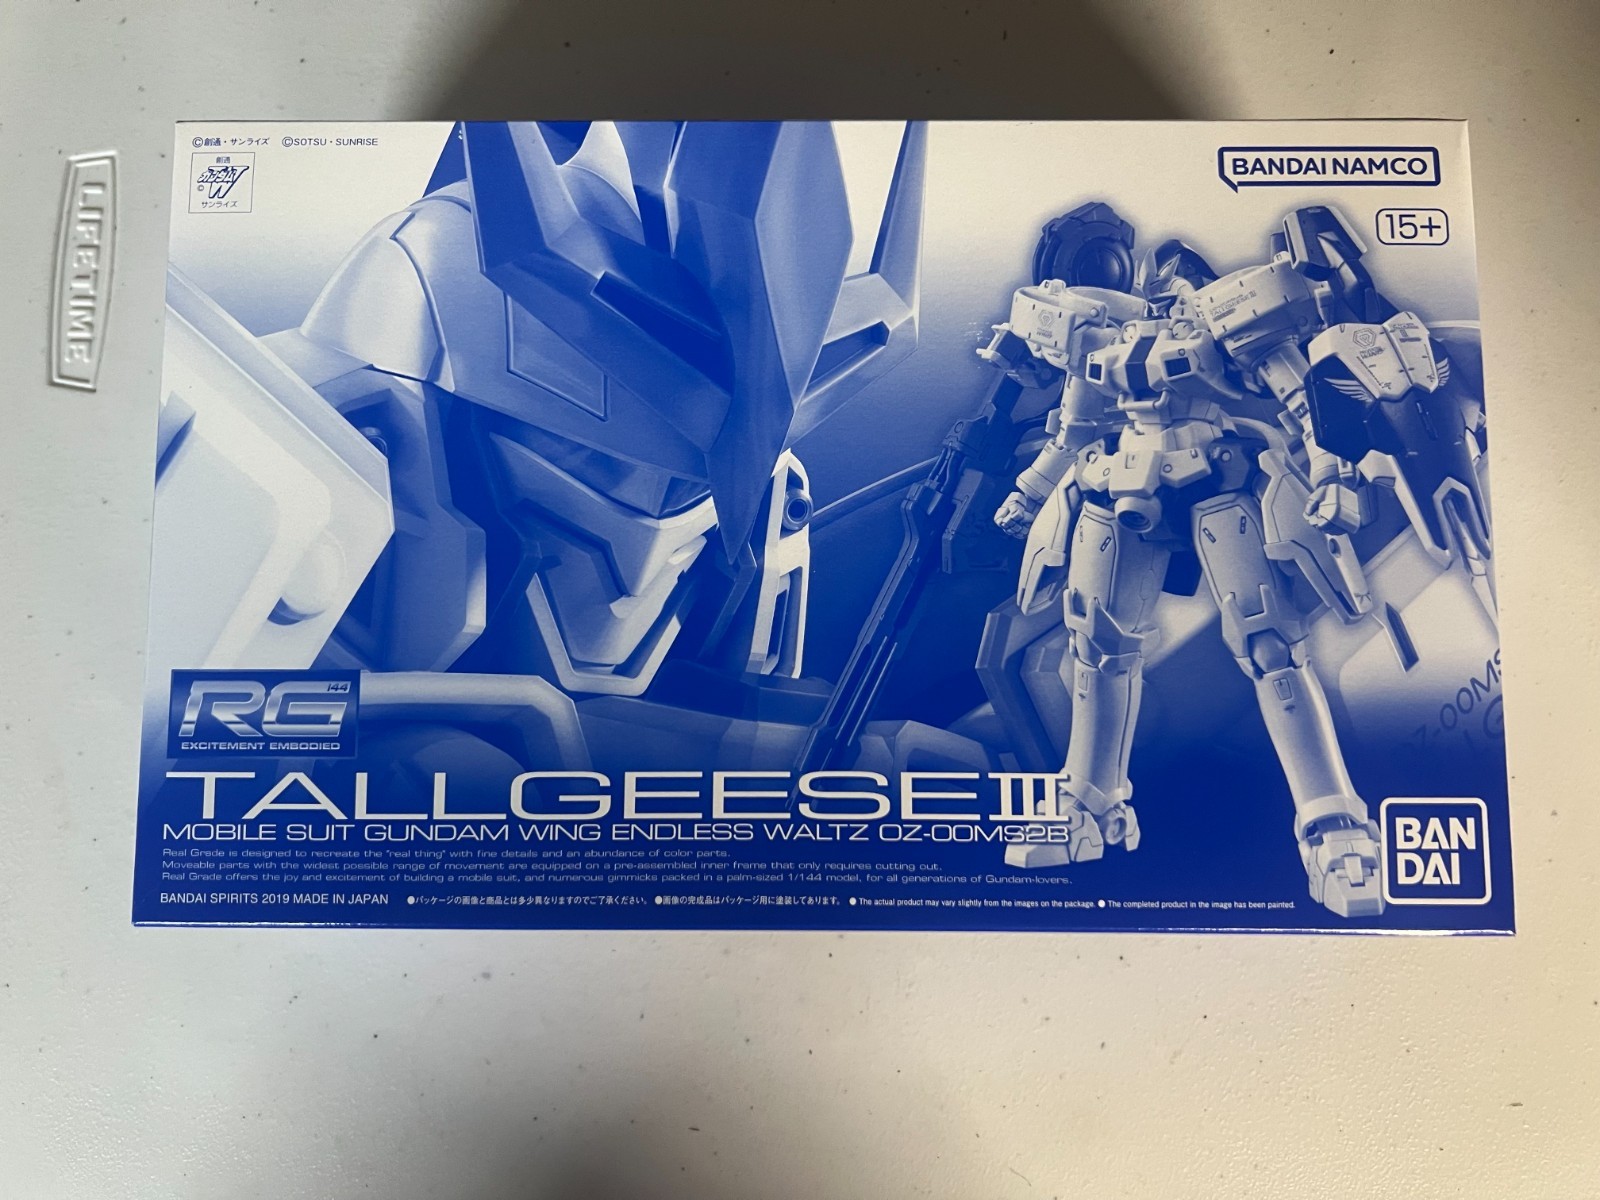 ©創通・サンライズ ©SOTSU・SUNRISE
創通
©ガンダムW
サンライズ
BANDAI NAMCO
15+
LIFETIME
OZ-00MS
RG 144
EXCITEMENT EMBODIED
TALLGEESE III
MOBILE SUIT GUNDAM WING ENDLESS WALTZ OZ-00MS2B
Real Grade is designed to recreate the "real thing" with fine details and an abundance of color parts.
Moveable parts with the widest possible range of movement are equipped on a pre-assembled inner frame that only requires cutting out.
Real Grade offers the joy and excitement of building a mobile suit, and numerous gimmicks packed in a palm-sized 1/144 model, for all generations of Gundam-lovers.
BANDAI SPIRITS 2019 MADE IN JAPAN ●パッケージの画像と商品とは多少異なりますのでご了承ください。 ●画像の完成品はパッケージ用に塗装してあります。 ● The actual product may vary slightly from the images on the package. ● The completed product in the image has been painted.
BAN
DAI